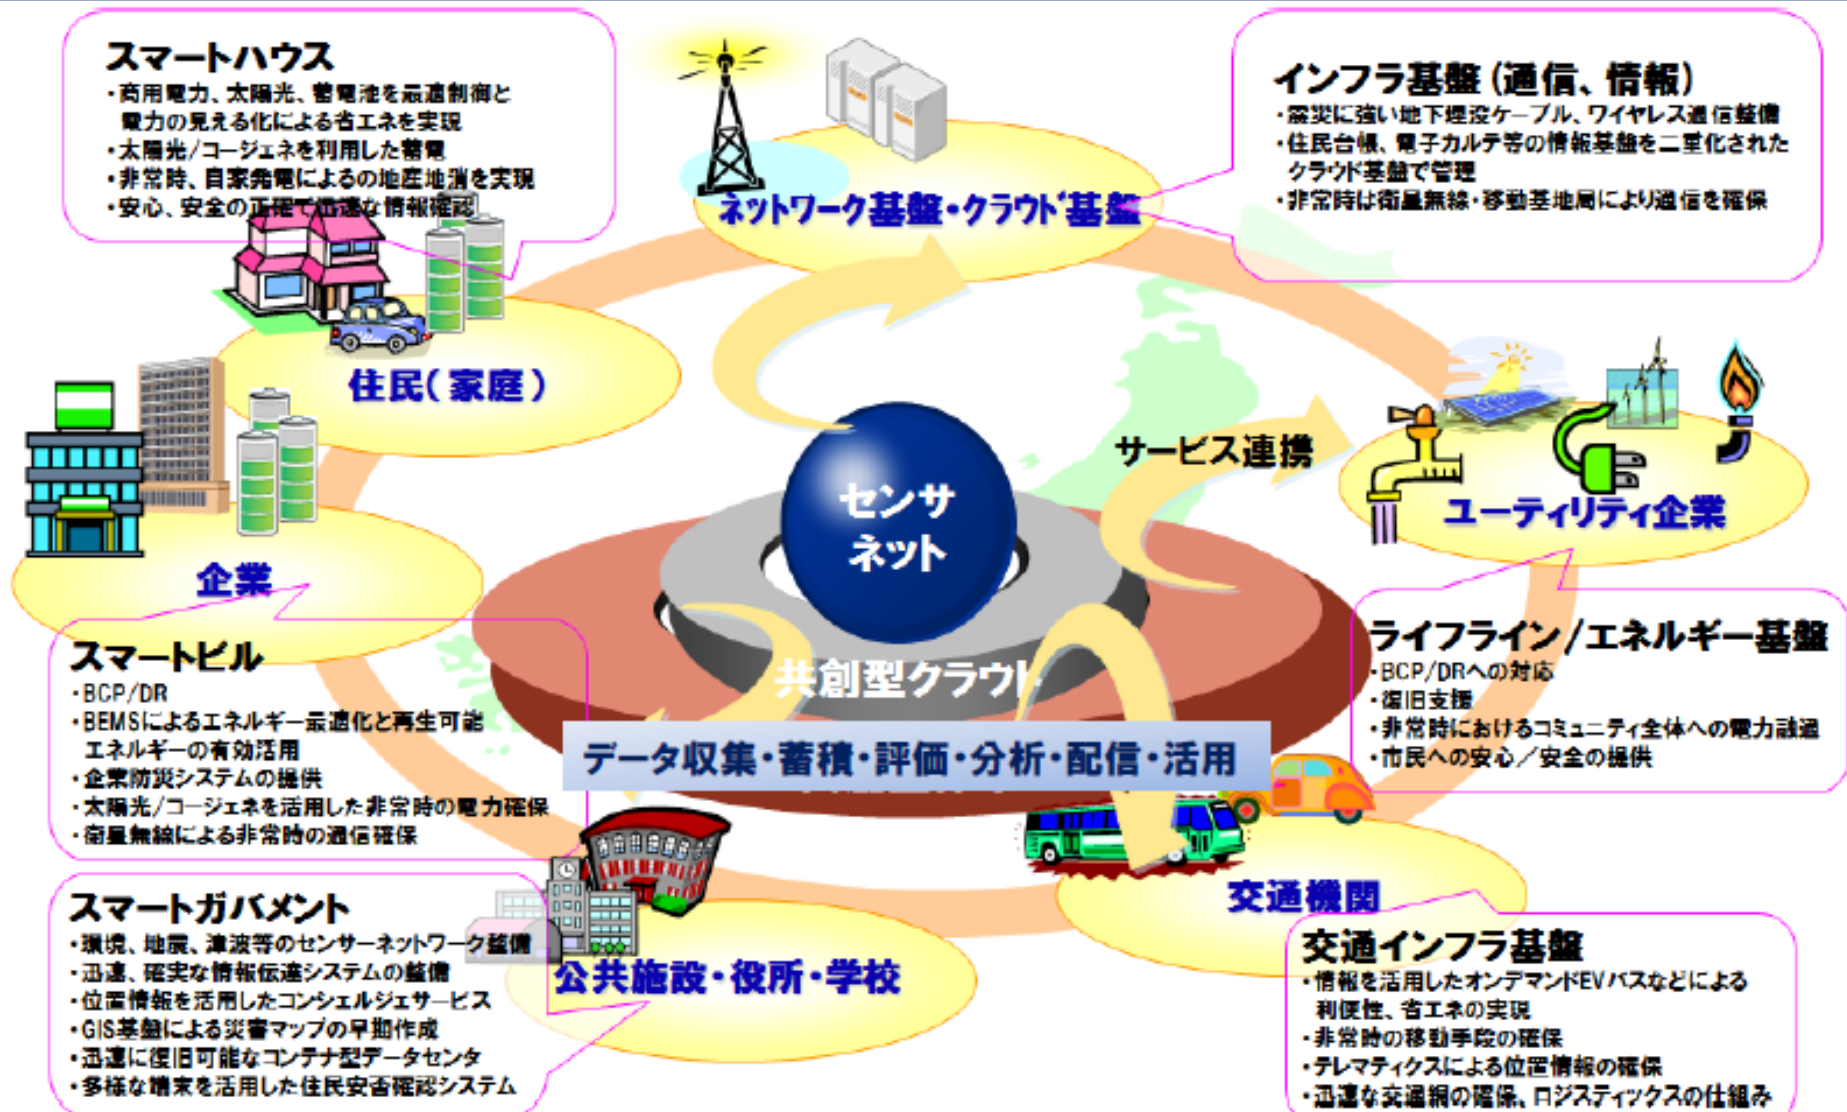 スマートハウス
・商用電力、太陽光、蓄電池を最適制御と
電力の見える化による省エネを実現
・太陽光/コージェネを利用した蓄電
・非常時、自家発電によるの地産地消を実現
・安心、安全の正確で迅速な情報確認
インフラ基盤(通信、情報)
・震災に強い地下埋没ケーブル、ワイヤレス通信整備
・住民台帳、電子カルテ等の情報基盤を二重化された
クラウド基盤で管理
・非常時は衛星無線・移動基地局により通信を確保
ネットワーク基盤・クラウド基盤
住民(家庭)
サービス連携
センサ
ネット
ユーティリティ企業
企業
スマートビル
・BCP/DR
・BEMSによるエネルギー最適化と再生可能
エネルギーの有効活用
・企業防災システムの提供
・太陽光/コージェネを活用した非常時の電力確保
・衛星無線による非常時の通信確保
共創型クラウド
データ収集・蓄積・評価・分析・配信・活用
ライフライン/エネルギー基盤
・BCP/DRへの対応
・復旧支援
・非常時におけるコミュニティ全体への電力融通
・市民への安心/安全の提供
スマートガバメント
・環境、地震、津波等のセンサーネットワーク整備
・迅速、確実な情報伝達システムの整備
・位置情報を活用したコンシェルジェサービス
・GIS基盤による災害マップの早期作成
・迅速に復旧可能なコンテナ型データセンタ
・多様な端末を活用した住民安否確認システム
公共施設・役所・学校
交通機関
交通インフラ基盤
・情報を活用したオンデマンドEVバスなどによる
利便性、省エネの実現
・非常時の移動手段の確保
・テレマティクスによる位置情報の確保
・迅速な交通網の確保、ロジスティックスの仕組み